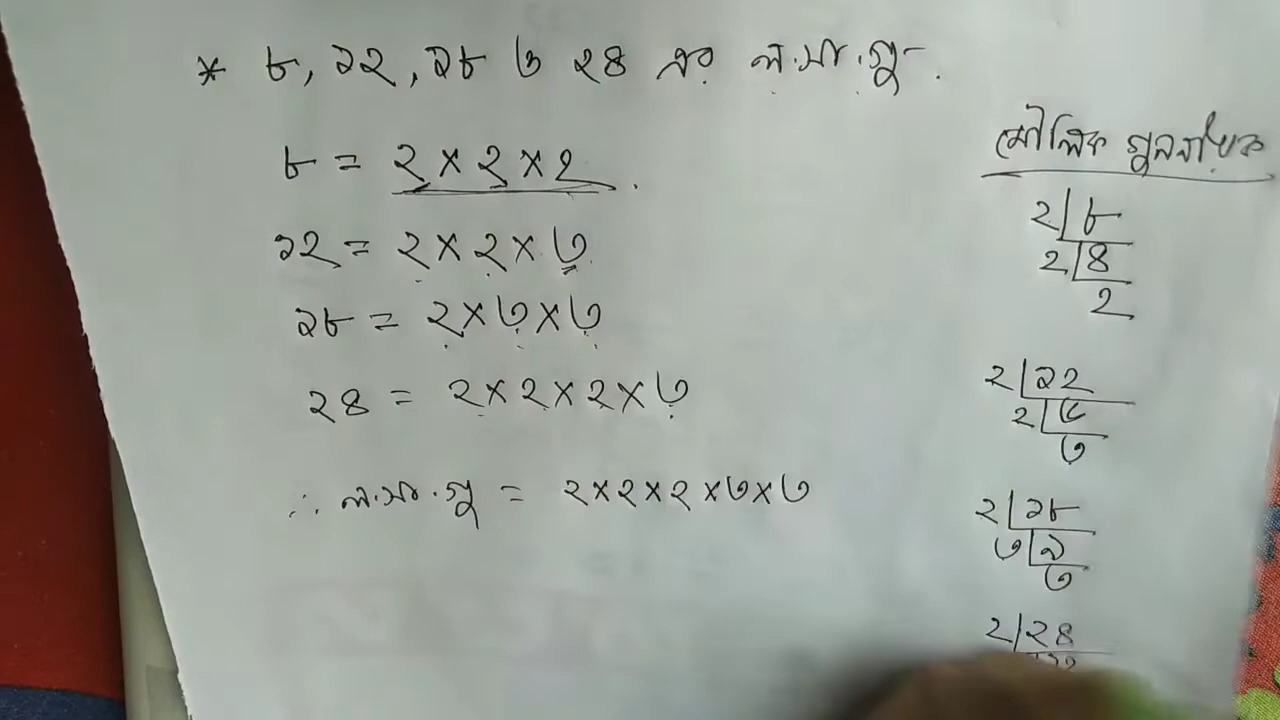 * ৮, ১২, ১৮ ও ২৪ এর ল.সা.গু-.
৮ = ২×২×২.
১২ = ২×২×৩
১৮ = ২×৩×৩
২৪ = ২×২×২×৩
∴ ল.সা.গু = ২×২×২×৩×৩
মৌলিক গুননীয়ক
২|৮
২|৪
২
২|১২
২|৬
৩
২|১৮
৩|৯
৩
২|২৪